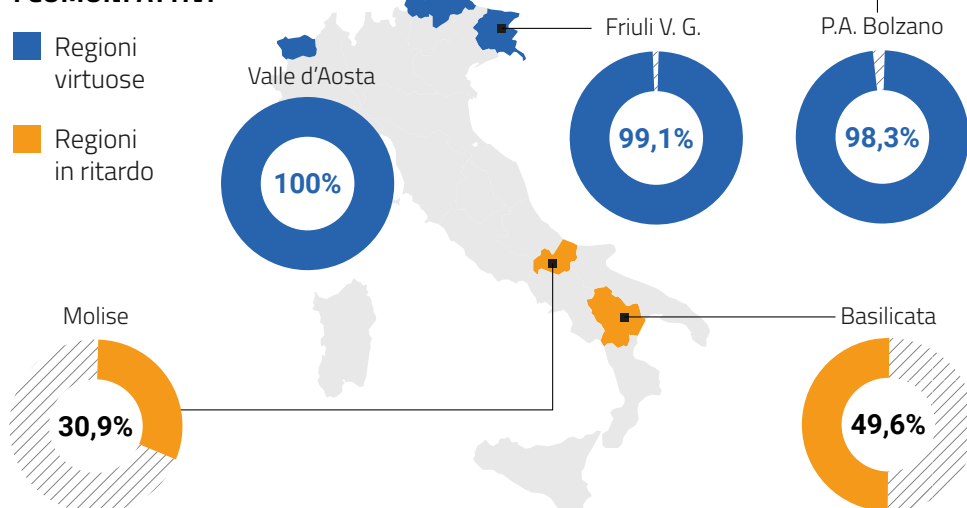 Regioni
virtuose
Regioni
in ritardo
Valle d'Aosta
100%
Friuli V. G.
99,1%
P.A. Bolzano
98,3%
Molise
30,9%
Basilicata
49,6%